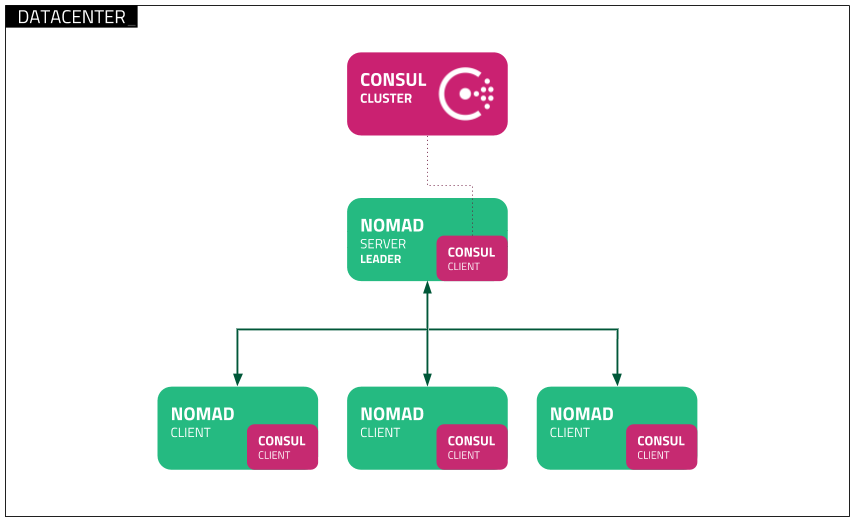 DATACENTER_
CONSUL
CLUSTER
NOMAD
SERVER
LEADER
CONSUL
CLIENT
NOMAD
CLIENT
CONSUL
CLIENT
NOMAD
CLIENT
CONSUL
CLIENT
NOMAD
CLIENT
CONSUL
CLIENT